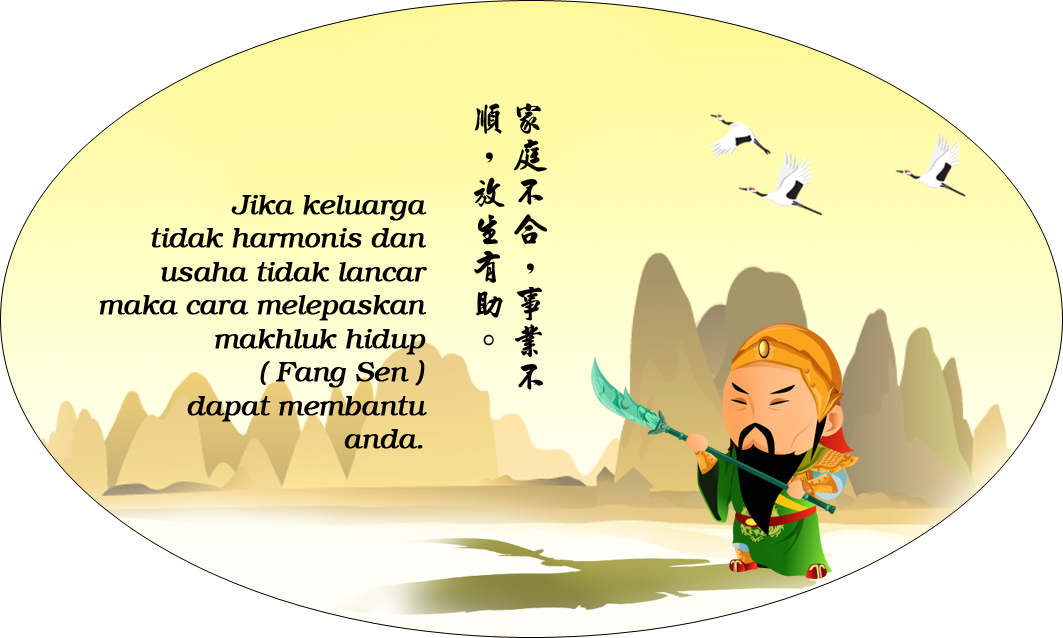 家庭不合，事業不
順，放生有助。
Jika keluarga
tidak harmonis dan
usaha tidak lancar
maka cara melepaskan
makhluk hidup
( Fang Sen )
dapat membantu
anda.